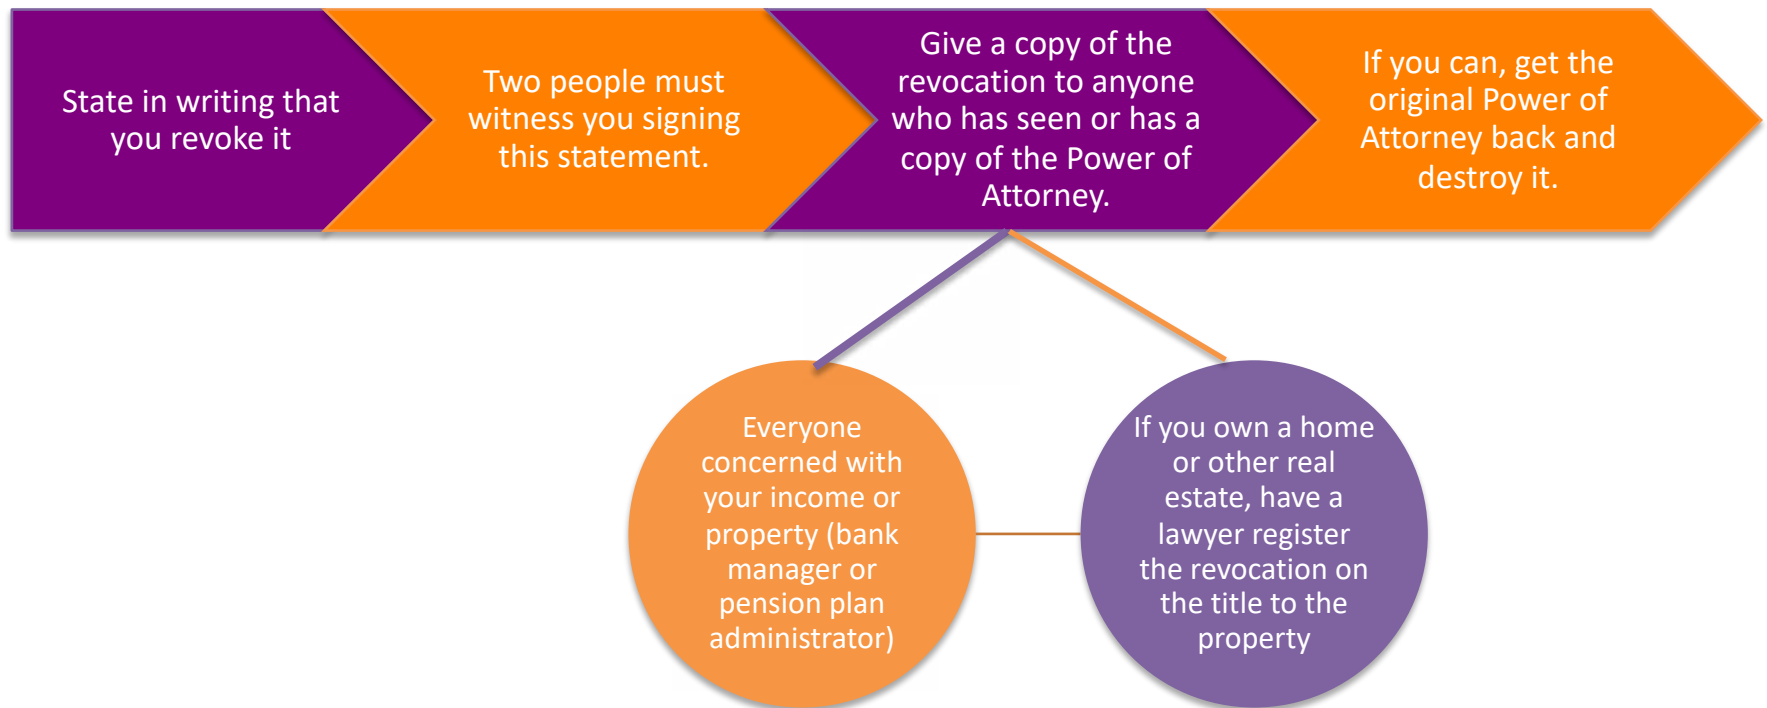 State in writing that
you revoke it
Two people must
witness you signing
this statement.
Give a copy of the
revocation to anyone
who has seen or has a
copy of the Power of
Attorney.
If you can, get the
original Power of
Attorney back and
destroy it.
Everyone
concerned with
your income or
property (bank
manager or
pension plan
administrator)
If you own a home
or other real
estate, have a
lawyer register
the revocation on
the title to the
property